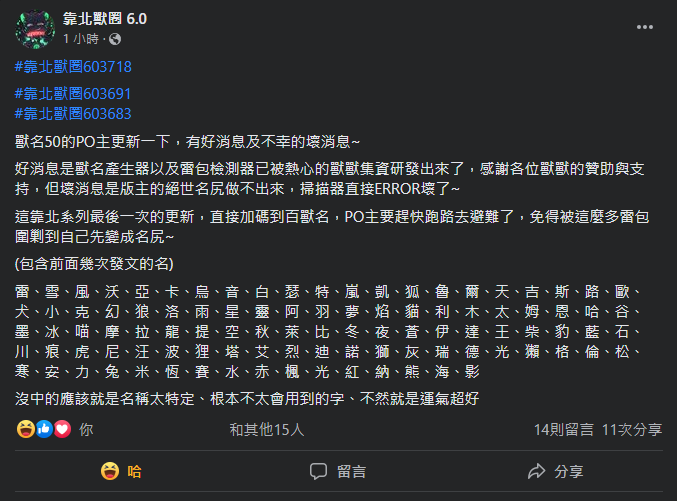 靠北獸圈 6.0
1 小時 ·
#靠北獸圈603718
#靠北獸圈603691
#靠北獸圈603683
獸名50的PO主更新一下，有好消息及不幸的壞消息~
好消息是獸名產生器以及雷包檢測器已被熱心的獸獸集資研發出來了，感謝各位獸獸的贊助與支
持，但壞消息是版主的絕世名尻做不出來，掃描器直接ERROR壞了~
這靠北系列最後一次的更新，直接加碼到百獸名，PO主要趕快跑路去避難了，免得被這麼多雷包
圍剿到自己先變成名尻~
(包含前面幾次發文的名)
雷、雪、風、沃、亞、卡、烏、音、白、瑟、特、嵐、凱、狐、魯、爾、天、吉、斯、路、歐、
犬、小、克、幻、狼、洛、雨、星、靈、阿、羽、夢、焰、貓、利、木、太、姆、恩、哈、谷、
墨、冰、喵、摩、拉、龍、提、空、秋、萊、比、冬、夜、蒼、伊、達、王、柴、豹、藍、石、
川、痕、虎、尼、汪、波、狸、塔、艾、烈、迪、諾、獅、灰、瑞、德、光、獺、格、倫、松、
寒、安、力、兔、米、恆、賽、水、赤、楓、光、紅、納、熊、海、影
沒中的應該就是名稱太特定、根本不太會用到的字、不然就是運氣超好
你 和其他15人 14則留言 11次分享
哈 留言 分享